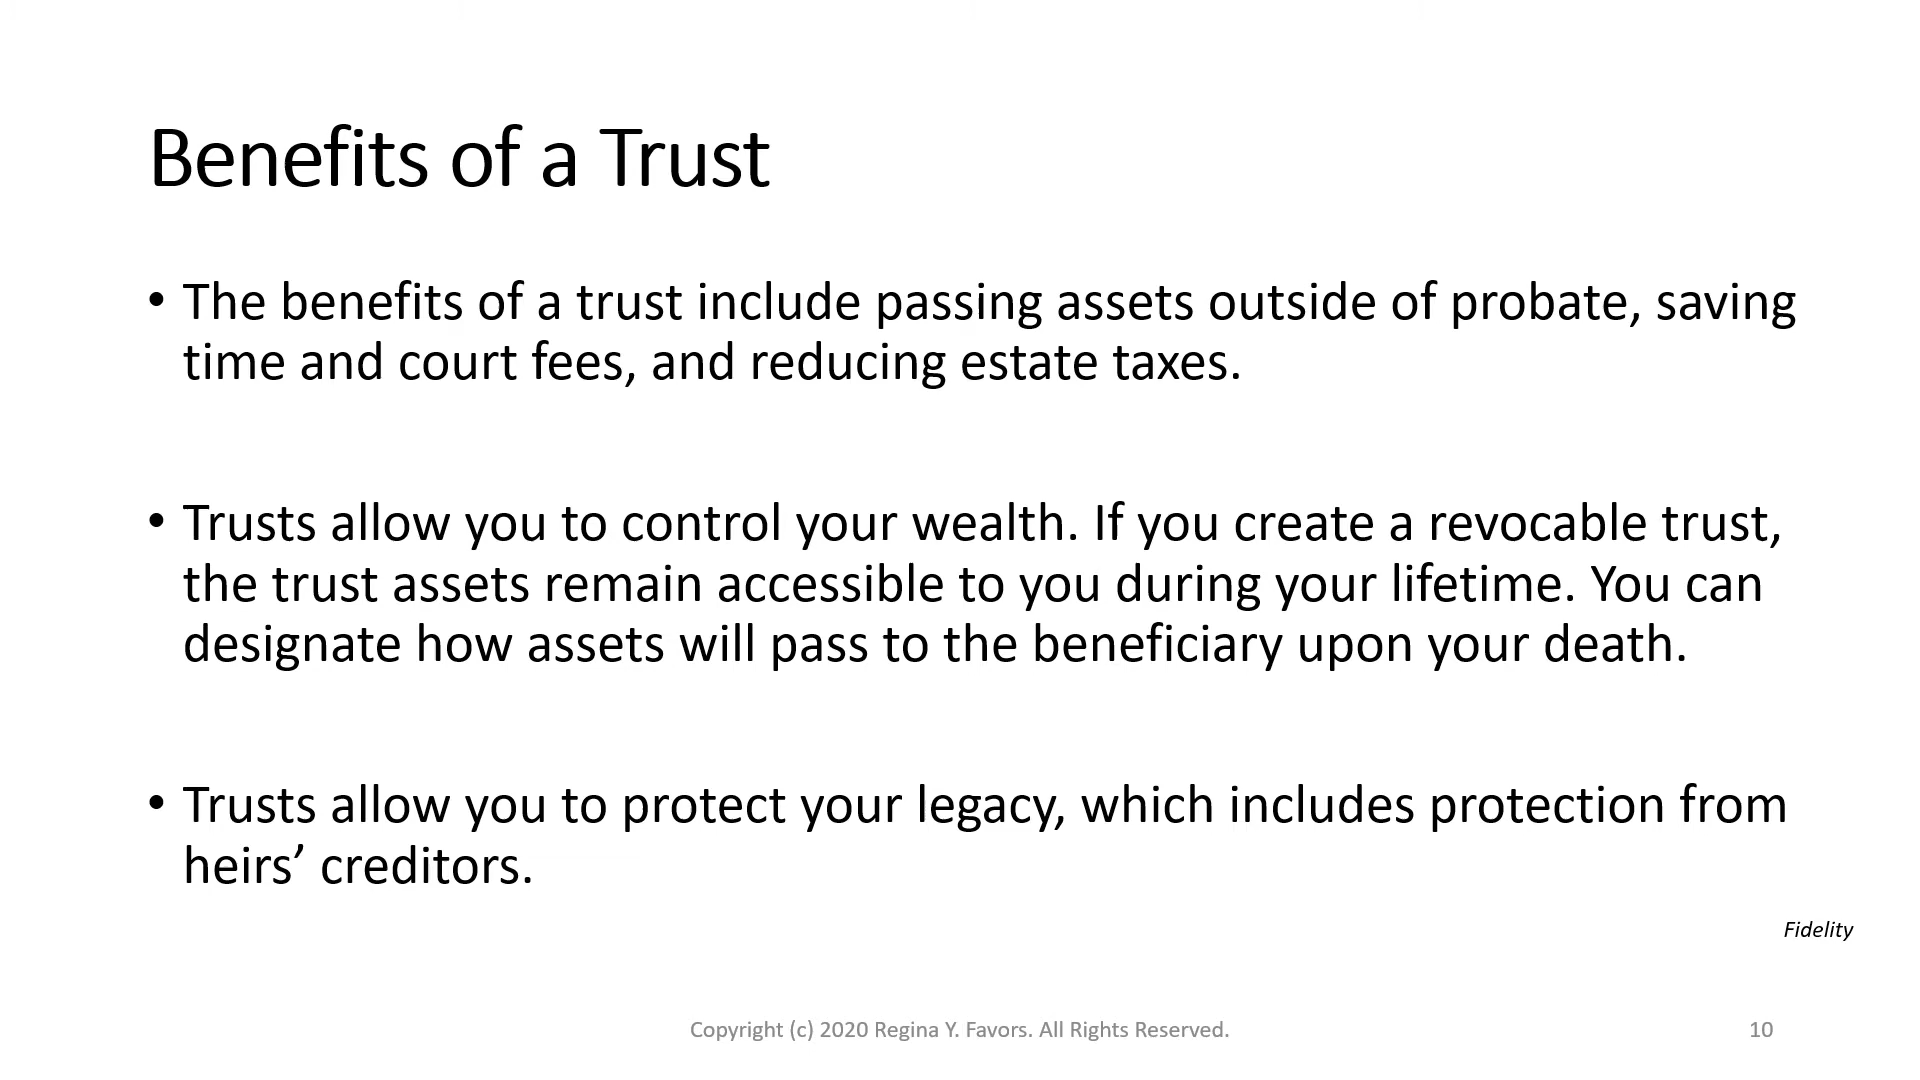 Benefits of a Trust
• The benefits of a trust include passing assets outside of probate, saving
time and court fees, and reducing estate taxes.
• Trusts allow you to control your wealth. If you create a revocable trust,
the trust assets remain accessible to you during your lifetime. You can
designate how assets will pass to the beneficiary upon your death.
• Trusts allow you to protect your legacy, which includes protection from
heirs’ creditors.
Fidelity
Copyright (c) 2020 Regina Y. Favors. All Rights Reserved.
10